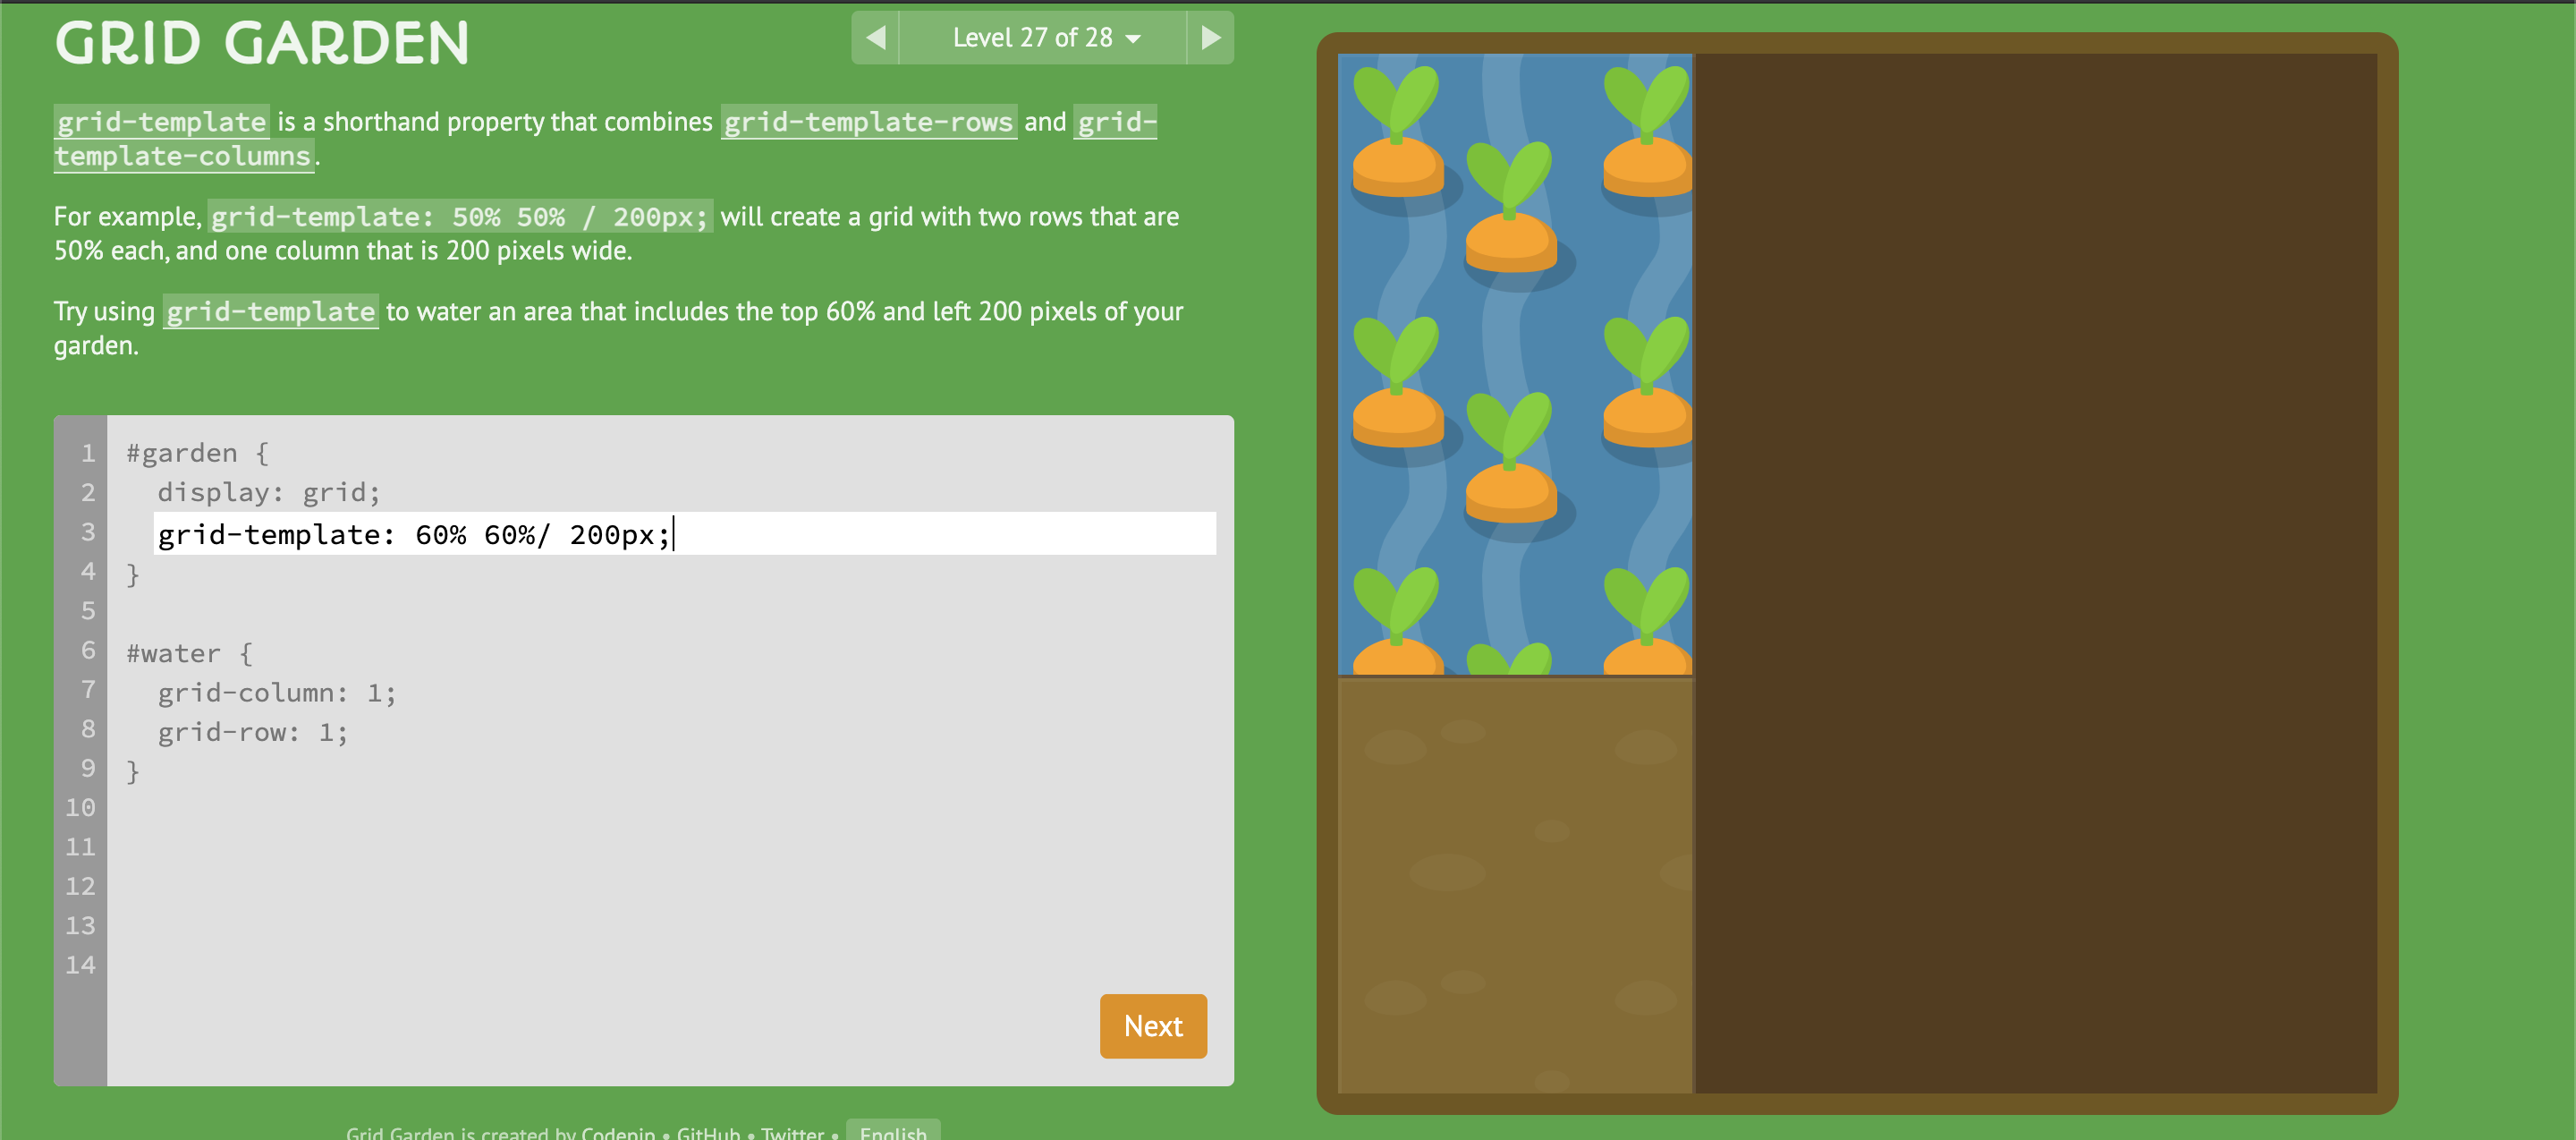 GRID GARDEN
Level 27 of 28
grid-template is a shorthand property that combines grid-template-rows and grid-
template-columns.
For example, grid-template: 50% 50% / 200px; will create a grid with two rows that are
50% each, and one column that is 200 pixels wide.
Try using grid-template to water an area that includes the top 60% and left 200 pixels of your
garden.
1 #garden {
2 display: grid;
3 grid-template: 60% 60%/ 200px;
4 }
5
6 #water {
7 grid-column: 1;
8 grid-row: 1;
9 }
10
11
12
13
14
Next
Grid Garden is created by Codepip • GitHub • Twitter • English